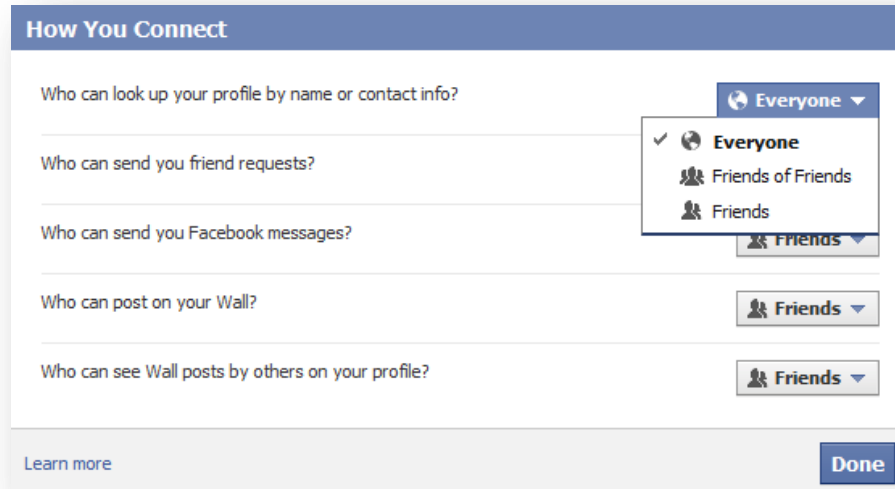 How You Connect
Who can look up your profile by name or contact info?
Everyone
Everyone
Who can send you friend requests?
Friends of Friends
Friends
Who can send you Facebook messages?
Friends
Who can post on your Wall?
Friends
Who can see Wall posts by others on your profile?
Friends
Learn more
Done